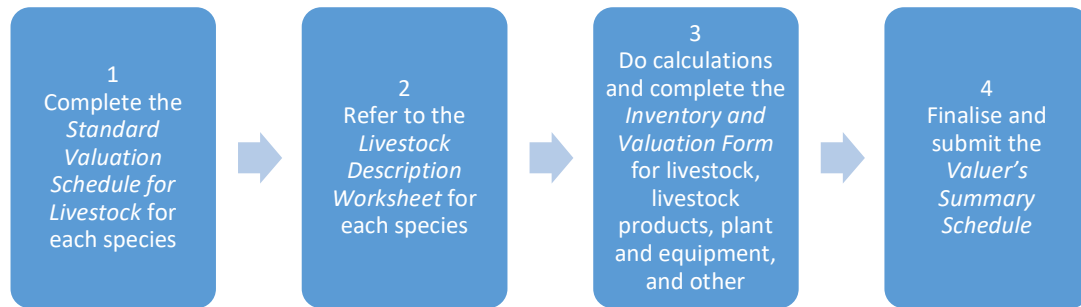 1
Complete the
Standard
Valuation
Schedule for
Livestock for
each species
2
Refer to the
Livestock
Description
Worksheet for
each species
3
Do calculations
and complete the
Inventory and
Valuation Form
for livestock,
livestock
products, plant
and equipment,
and other
4
Finalise and
submit the
Valuer’s
Summary
Schedule